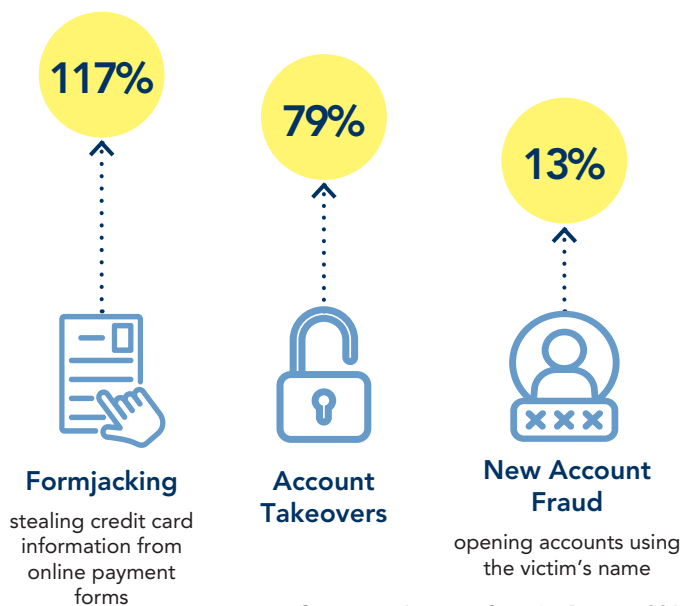 117%
79%
13%
Formjacking
stealing credit card
information from
online payment
forms
Account
Takeovers
New Account
Fraud
opening accounts using
the victim's name